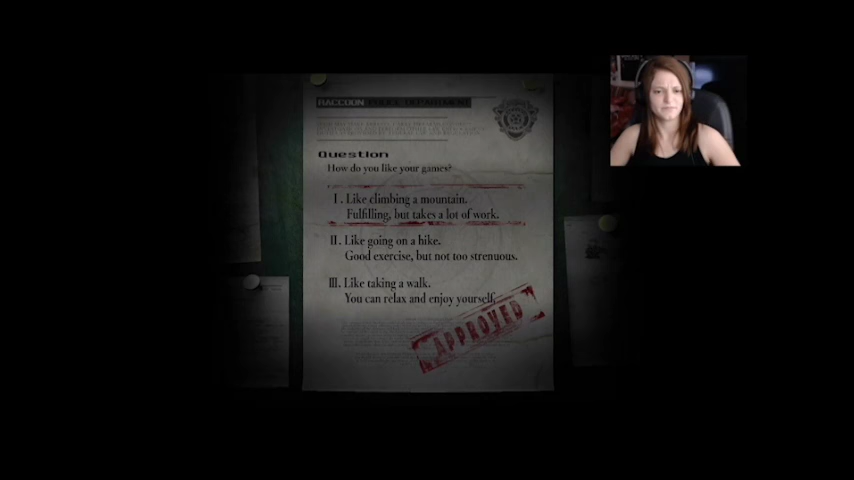 RACCOON POLICE DEPARTMENT
Question
How do you like your games?
I. Like climbing a mountain.
Fulfilling, but takes a lot of work.
II. Like going on a hike.
Good exercise, but not too strenuous.
III. Like taking a walk.
You can relax and enjoy yourself.
APPROVED